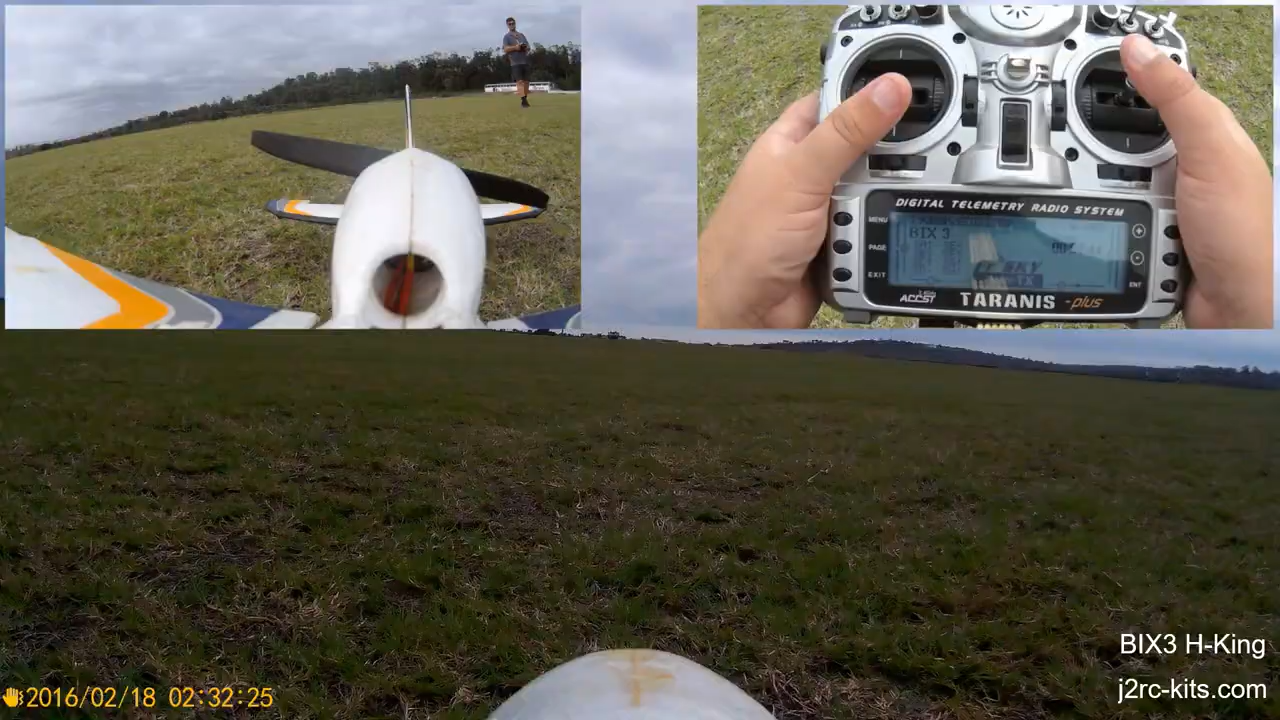 DIGITAL TELEMETRY RADIO SYSTEM
MENU
PAGE
EXIT
BIX 3
ENT
ACCST
TARANIS -plus
BIX3 H-King
j2rc-kits.com
2016/02/18 02:32:25